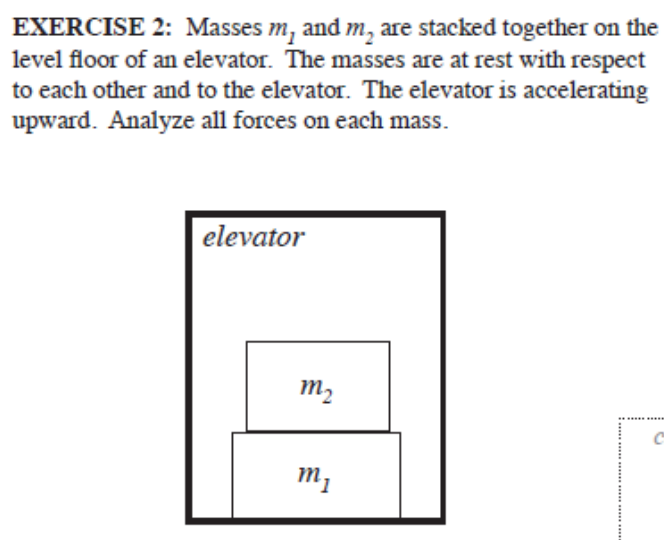 EXERCISE 2: Masses m₁ and m₂ are stacked together on the
level floor of an elevator. The masses are at rest with respect
to each other and to the elevator. The elevator is accelerating
upward. Analyze all forces on each mass.
elevator
m₂
m₁